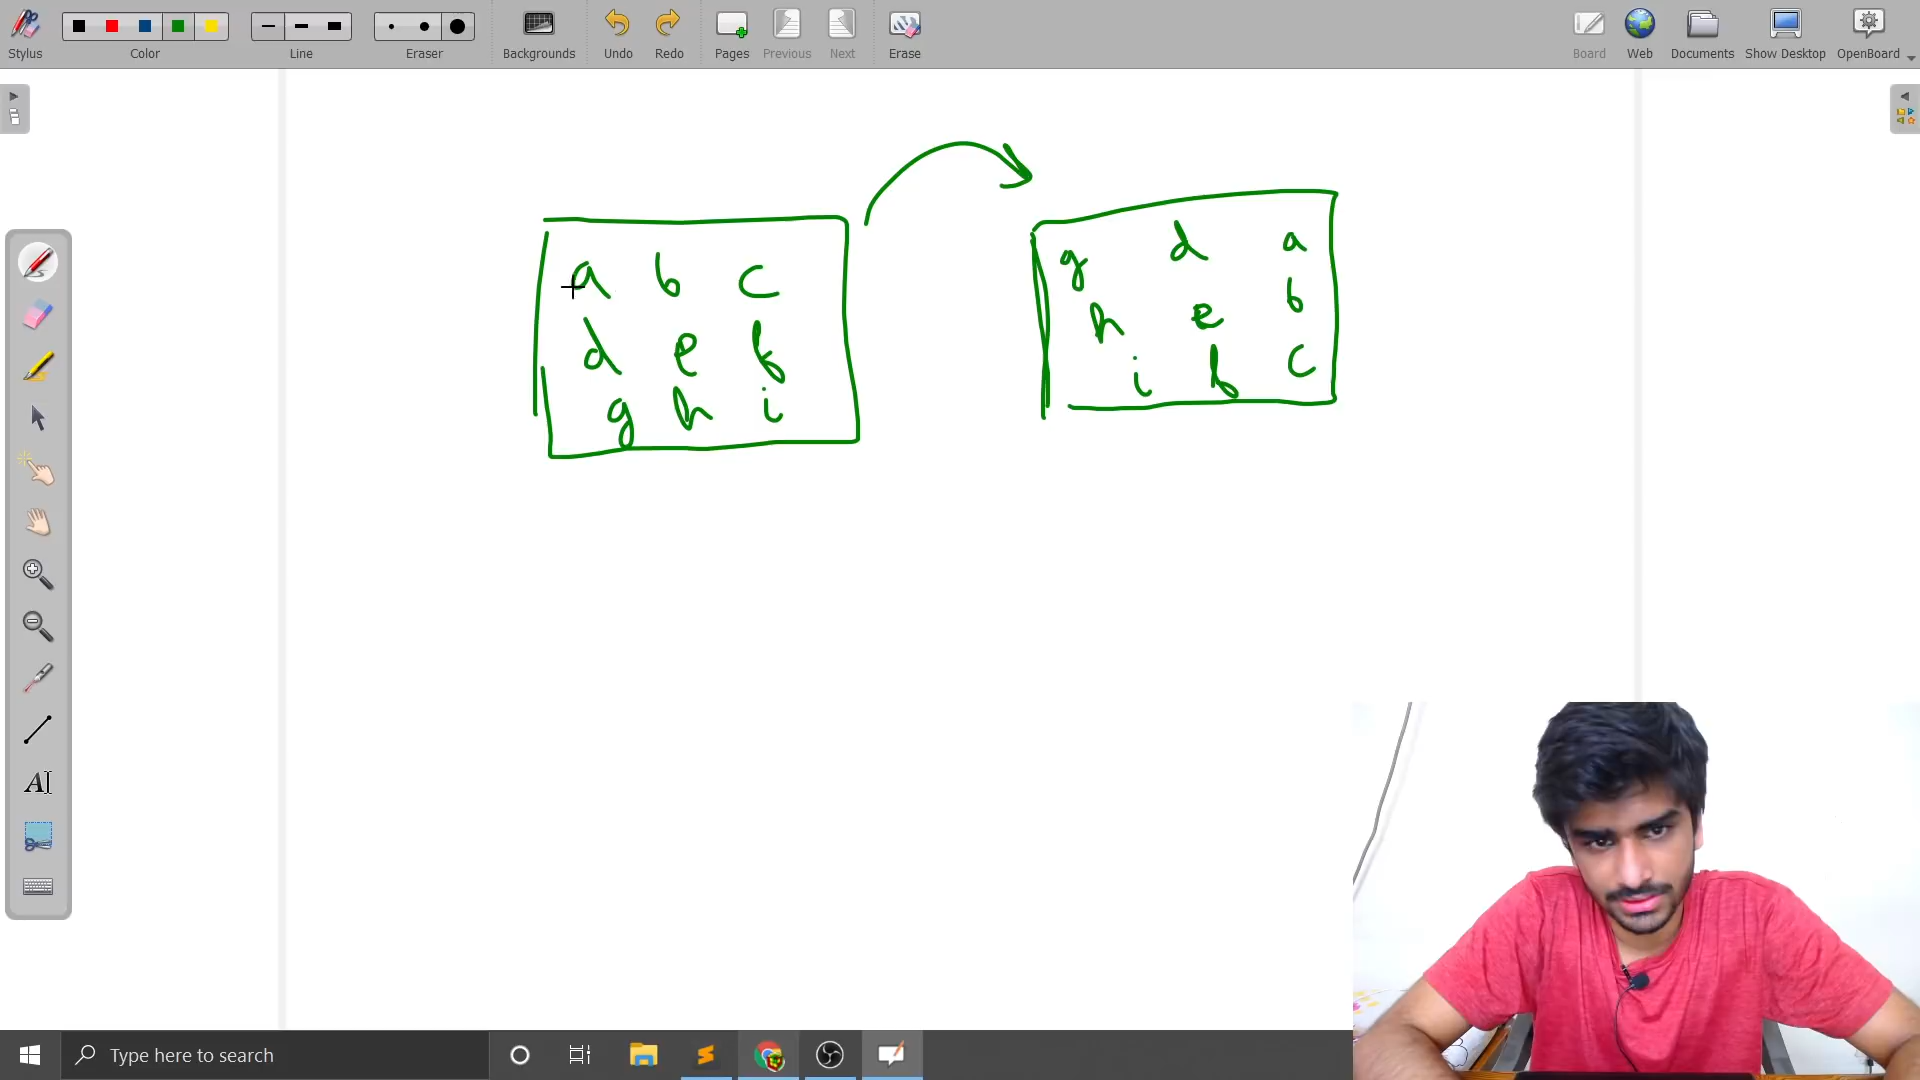 Stylus
Color
Line
Eraser
Backgrounds
Undo
Redo
Pages
Previous
Next
Erase
Board
Web
Documents
Show Desktop
OpenBoard
a b c
d e f
g h i
g d a
h e b
i f c
AI
Type here to search